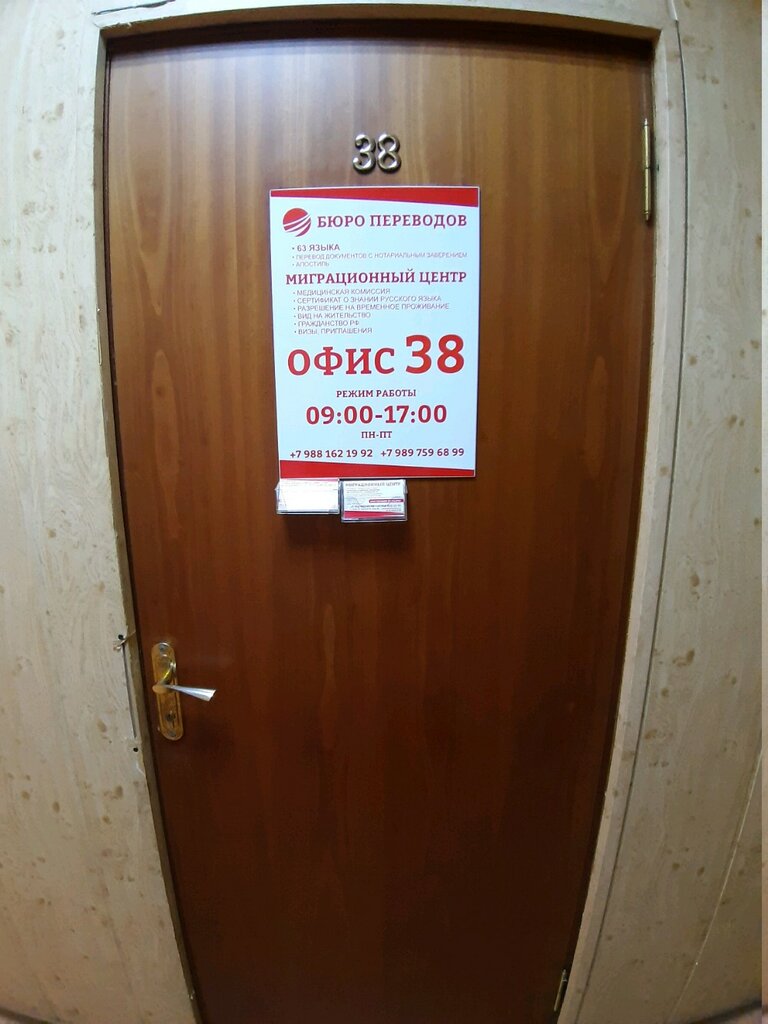 38
БЮРО ПЕРЕВОДОВ
• 63 ЯЗЫКА
• ПЕРЕВОД ДОКУМЕНТОВ С НОТАРИАЛЬНЫМ ЗАВЕРЕНИЕМ
• АПОСТИЛЬ
МИГРАЦИОННЫЙ ЦЕНТР
• МЕДИЦИНСКАЯ КОМИССИЯ
• СЕРТИФИКАТ О ЗНАНИИ РУССКОГО ЯЗЫКА
• РАЗРЕШЕНИЕ НА ВРЕМЕННОЕ ПРОЖИВАНИЕ
• ВИД НА ЖИТЕЛЬСТВО
• ГРАЖДАНСТВО РФ
• ВИЗЫ, ПРИГЛАШЕНИЯ
ОФИС 38
РЕЖИМ РАБОТЫ
09:00-17:00
ПН-ПТ
+7 988 162 19 92 +7 989 759 68 99
МИГРАЦИОННЫЙ ЦЕНТР